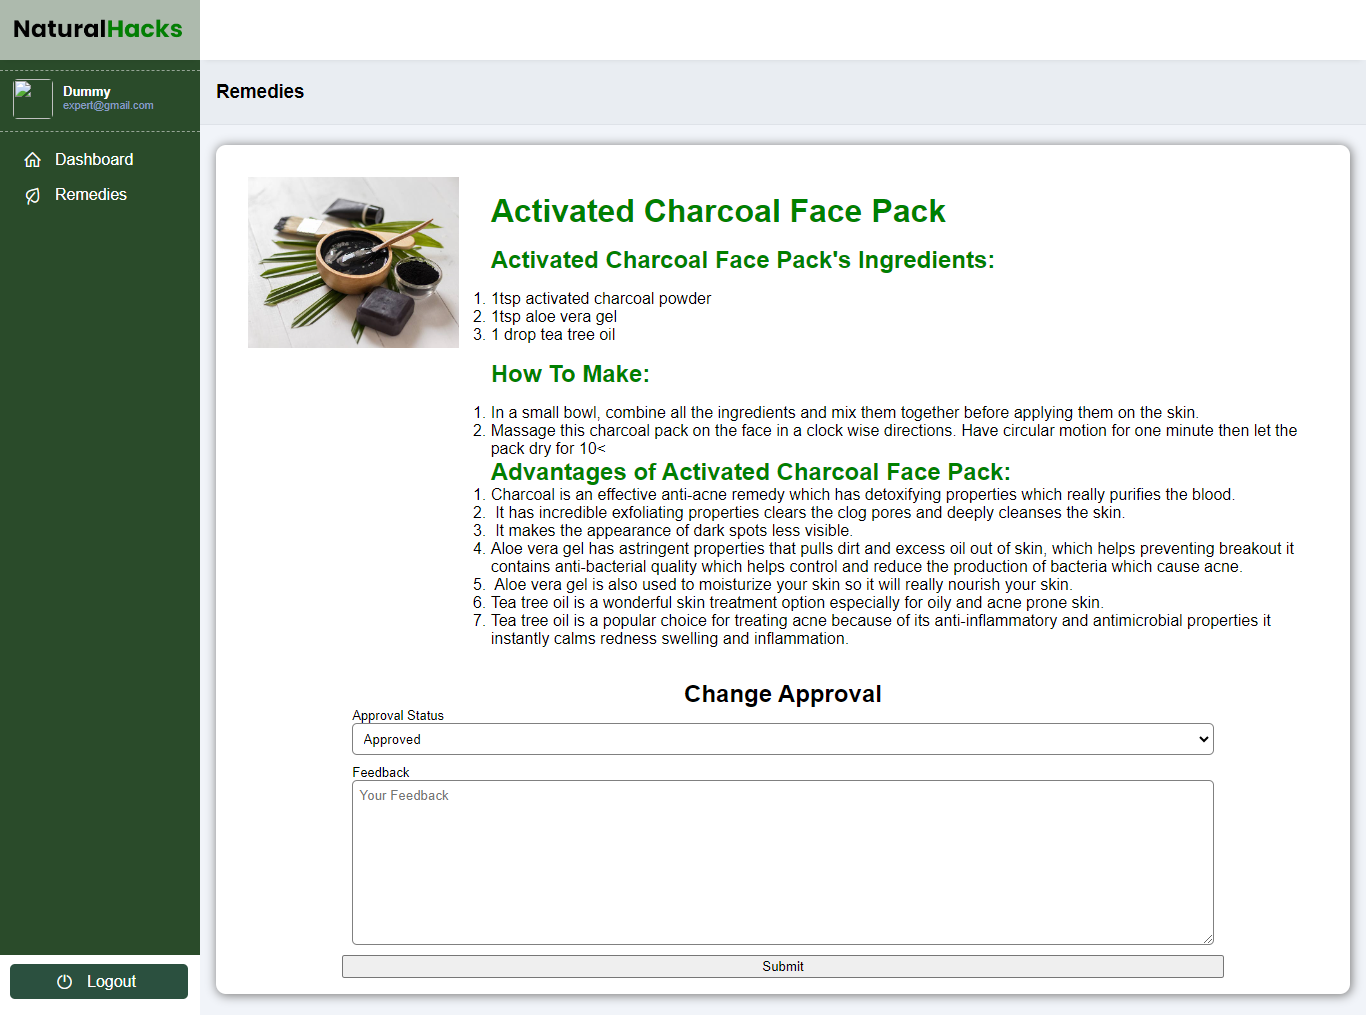 NaturalHacks
Dummy
expert@gmail.com
Dashboard
Remedies
Logout
Remedies
Activated Charcoal Face Pack
Activated Charcoal Face Pack's Ingredients:
1. 1tsp activated charcoal powder
2. 1tsp aloe vera gel
3. 1 drop tea tree oil
How To Make:
1. In a small bowl, combine all the ingredients and mix them together before applying them on the skin.
2. Massage this charcoal pack on the face in a clock wise directions. Have circular motion for one minute then let the
pack dry for 10<
Advantages of Activated Charcoal Face Pack:
1. Charcoal is an effective anti-acne remedy which has detoxifying properties which really purifies the blood.
2. It has incredible exfoliating properties clears the clog pores and deeply cleanses the skin.
3. It makes the appearance of dark spots less visible.
4. Aloe vera gel has astringent properties that pulls dirt and excess oil out of skin, which helps preventing breakout it
contains anti-bacterial quality which helps control and reduce the production of bacteria which cause acne.
5. Aloe vera gel is also used to moisturize your skin so it will really nourish your skin.
6. Tea tree oil is a wonderful skin treatment option especially for oily and acne prone skin.
7. Tea tree oil is a popular choice for treating acne because of its anti-inflammatory and antimicrobial properties it
instantly calms redness swelling and inflammation.
Change Approval
Approval Status
Approved
Feedback
Your Feedback
Submit